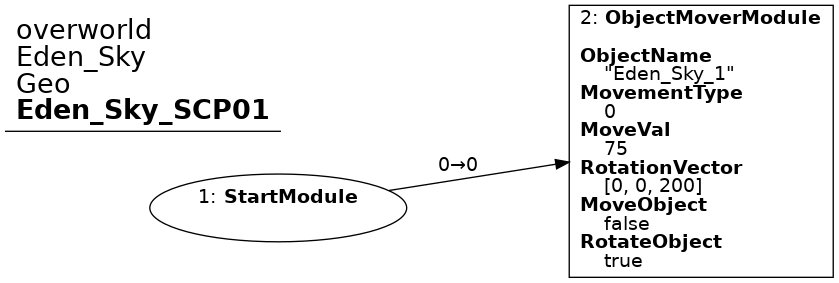 overworld
Eden_Sky
Geo
Eden_Sky_SCP01
1: StartModule
0→0
2: ObjectMoverModule
ObjectName
"Eden_Sky_1"
MovementType
0
MoveVal
75
RotationVector
[0, 0, 200]
MoveObject
false
RotateObject
true